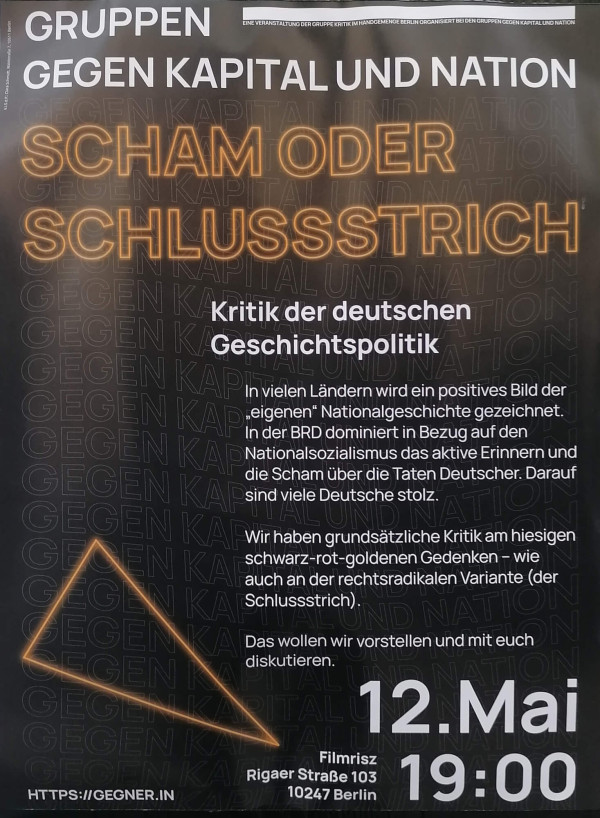 GRUPPEN
EINE VERANSTALTUNG DER GRUPPE KRITIK IM HANDGEMENGE BERLIN ORGANISIERT BEI DEN GRUPPEN GEGEN KAPITAL UND NATION
GEGEN KAPITAL UND NATION
SCHAM ODER
SCHLUSSSTRICH
Kritik der deutschen
Geschichtspolitik
In vielen Ländern wird ein positives Bild der
„eigenen“ Nationalgeschichte gezeichnet.
In der BRD dominiert in Bezug auf den
Nationalsozialismus das aktive Erinnern und
die Scham über die Taten Deutscher. Darauf
sind viele Deutsche stolz.
Wir haben grundsätzliche Kritik am hiesigen
schwarz-rot-goldenen Gedenken – wie
auch an der rechtsradikalen Variante (der
Schlussstrich).
Das wollen wir vorstellen und mit euch
diskutieren.
12.Mai
19:00
Filmrisz
Rigaer Straße 103
10247 Berlin
HTTPS://GEGNER.IN